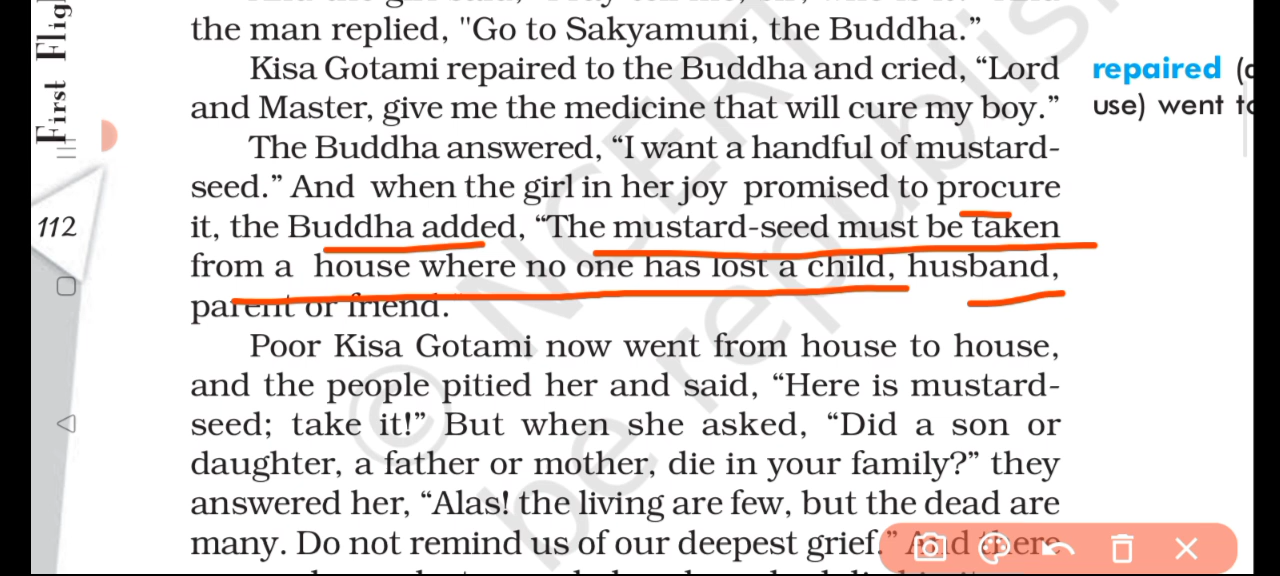 the man replied, "Go to Sakyamuni, the Buddha.”
Kisa Gotami repaired to the Buddha and cried, “Lord
and Master, give me the medicine that will cure my boy.”
The Buddha answered, “I want a handful of mustard-
seed.” And when the girl in her joy promised to procure
it, the Buddha added, “The mustard-seed must be taken
from a house where no one has lost a child, husband,
parent or friend.”
Poor Kisa Gotami now went from house to house,
and the people pitied her and said, “Here is mustard-
seed; take it!” But when she asked, “Did a son or
daughter, a father or mother, die in your family?” they
answered her, “Alas! the living are few, but the dead are
many. Do not remind us of our deepest grief.” And there
repaired
use) went
First
112
© NCERT
be republish